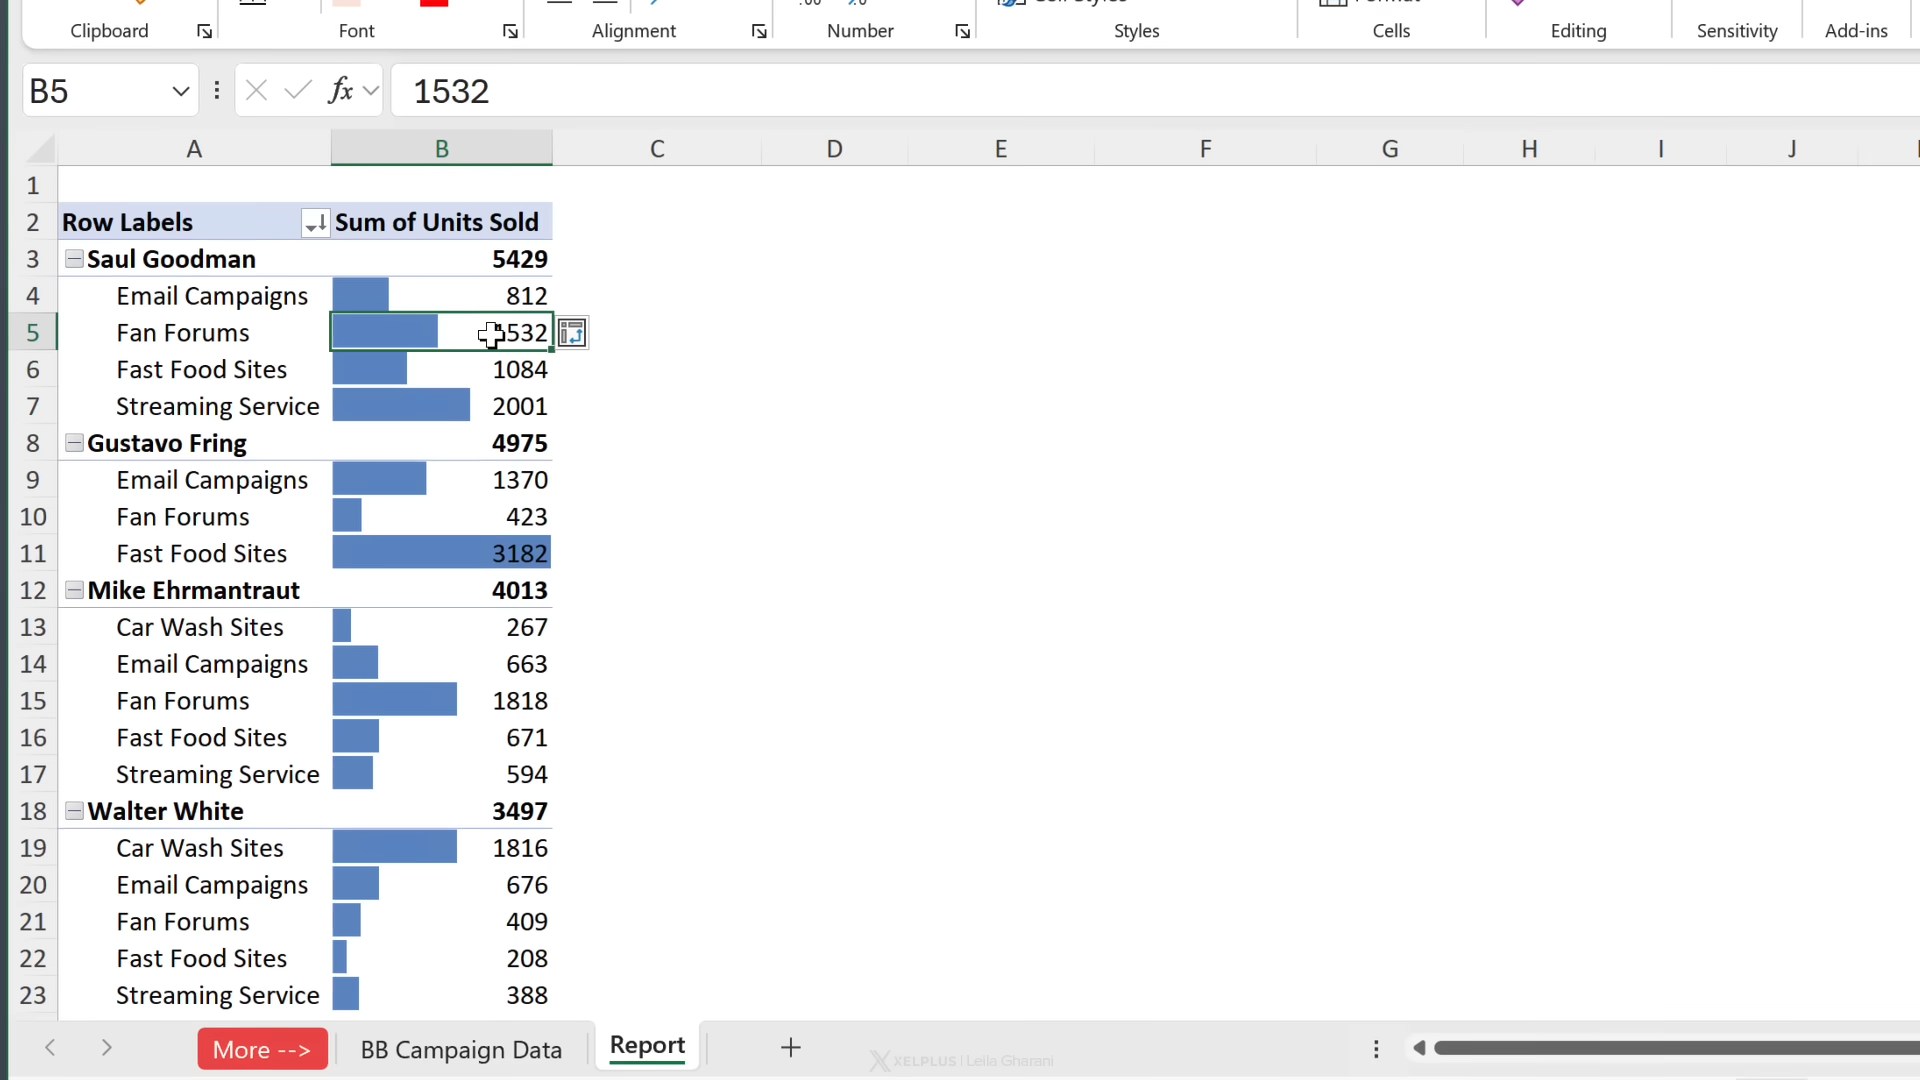 Clipboard Font Alignment Number Styles Cells Editing Sensitivity Add-ins
B5 fx 1532
A B C D E F G H I J
1
2 Row Labels Sum of Units Sold
3 Saul Goodman 5429
4 Email Campaigns 812
5 Fan Forums 532
6 Fast Food Sites 1084
7 Streaming Service 2001
8 Gustavo Fring 4975
9 Email Campaigns 1370
10 Fan Forums 423
11 Fast Food Sites 3182
12 Mike Ehrmantraut 4013
13 Car Wash Sites 267
14 Email Campaigns 663
15 Fan Forums 1818
16 Fast Food Sites 671
17 Streaming Service 594
18 Walter White 3497
19 Car Wash Sites 1816
20 Email Campaigns 676
21 Fan Forums 409
22 Fast Food Sites 208
23 Streaming Service 388
More --> BB Campaign Data Report
XELPLUS | Leila Gharani